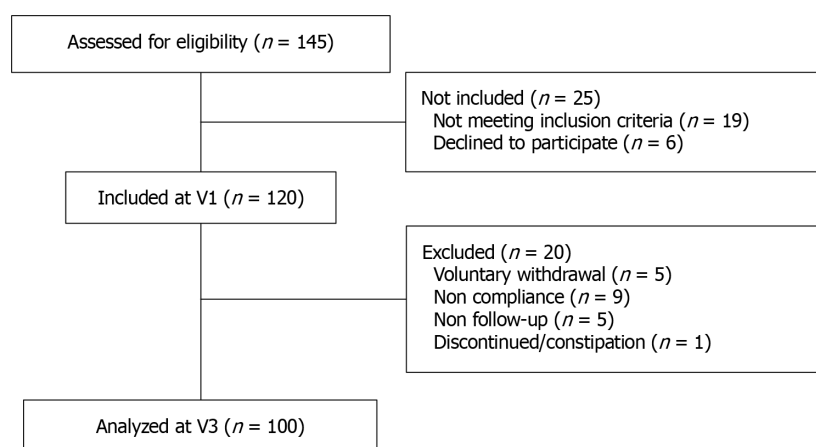 Assessed for eligibility (n = 145)
Not included (n = 25)
Not meeting inclusion criteria (n = 19)
Declined to participate (n = 6)
Included at V1 (n = 120)
Excluded (n = 20)
Voluntary withdrawal (n = 5)
Non compliance (n = 9)
Non follow-up (n = 5)
Discontinued/constipation (n = 1)
Analyzed at V3 (n = 100)